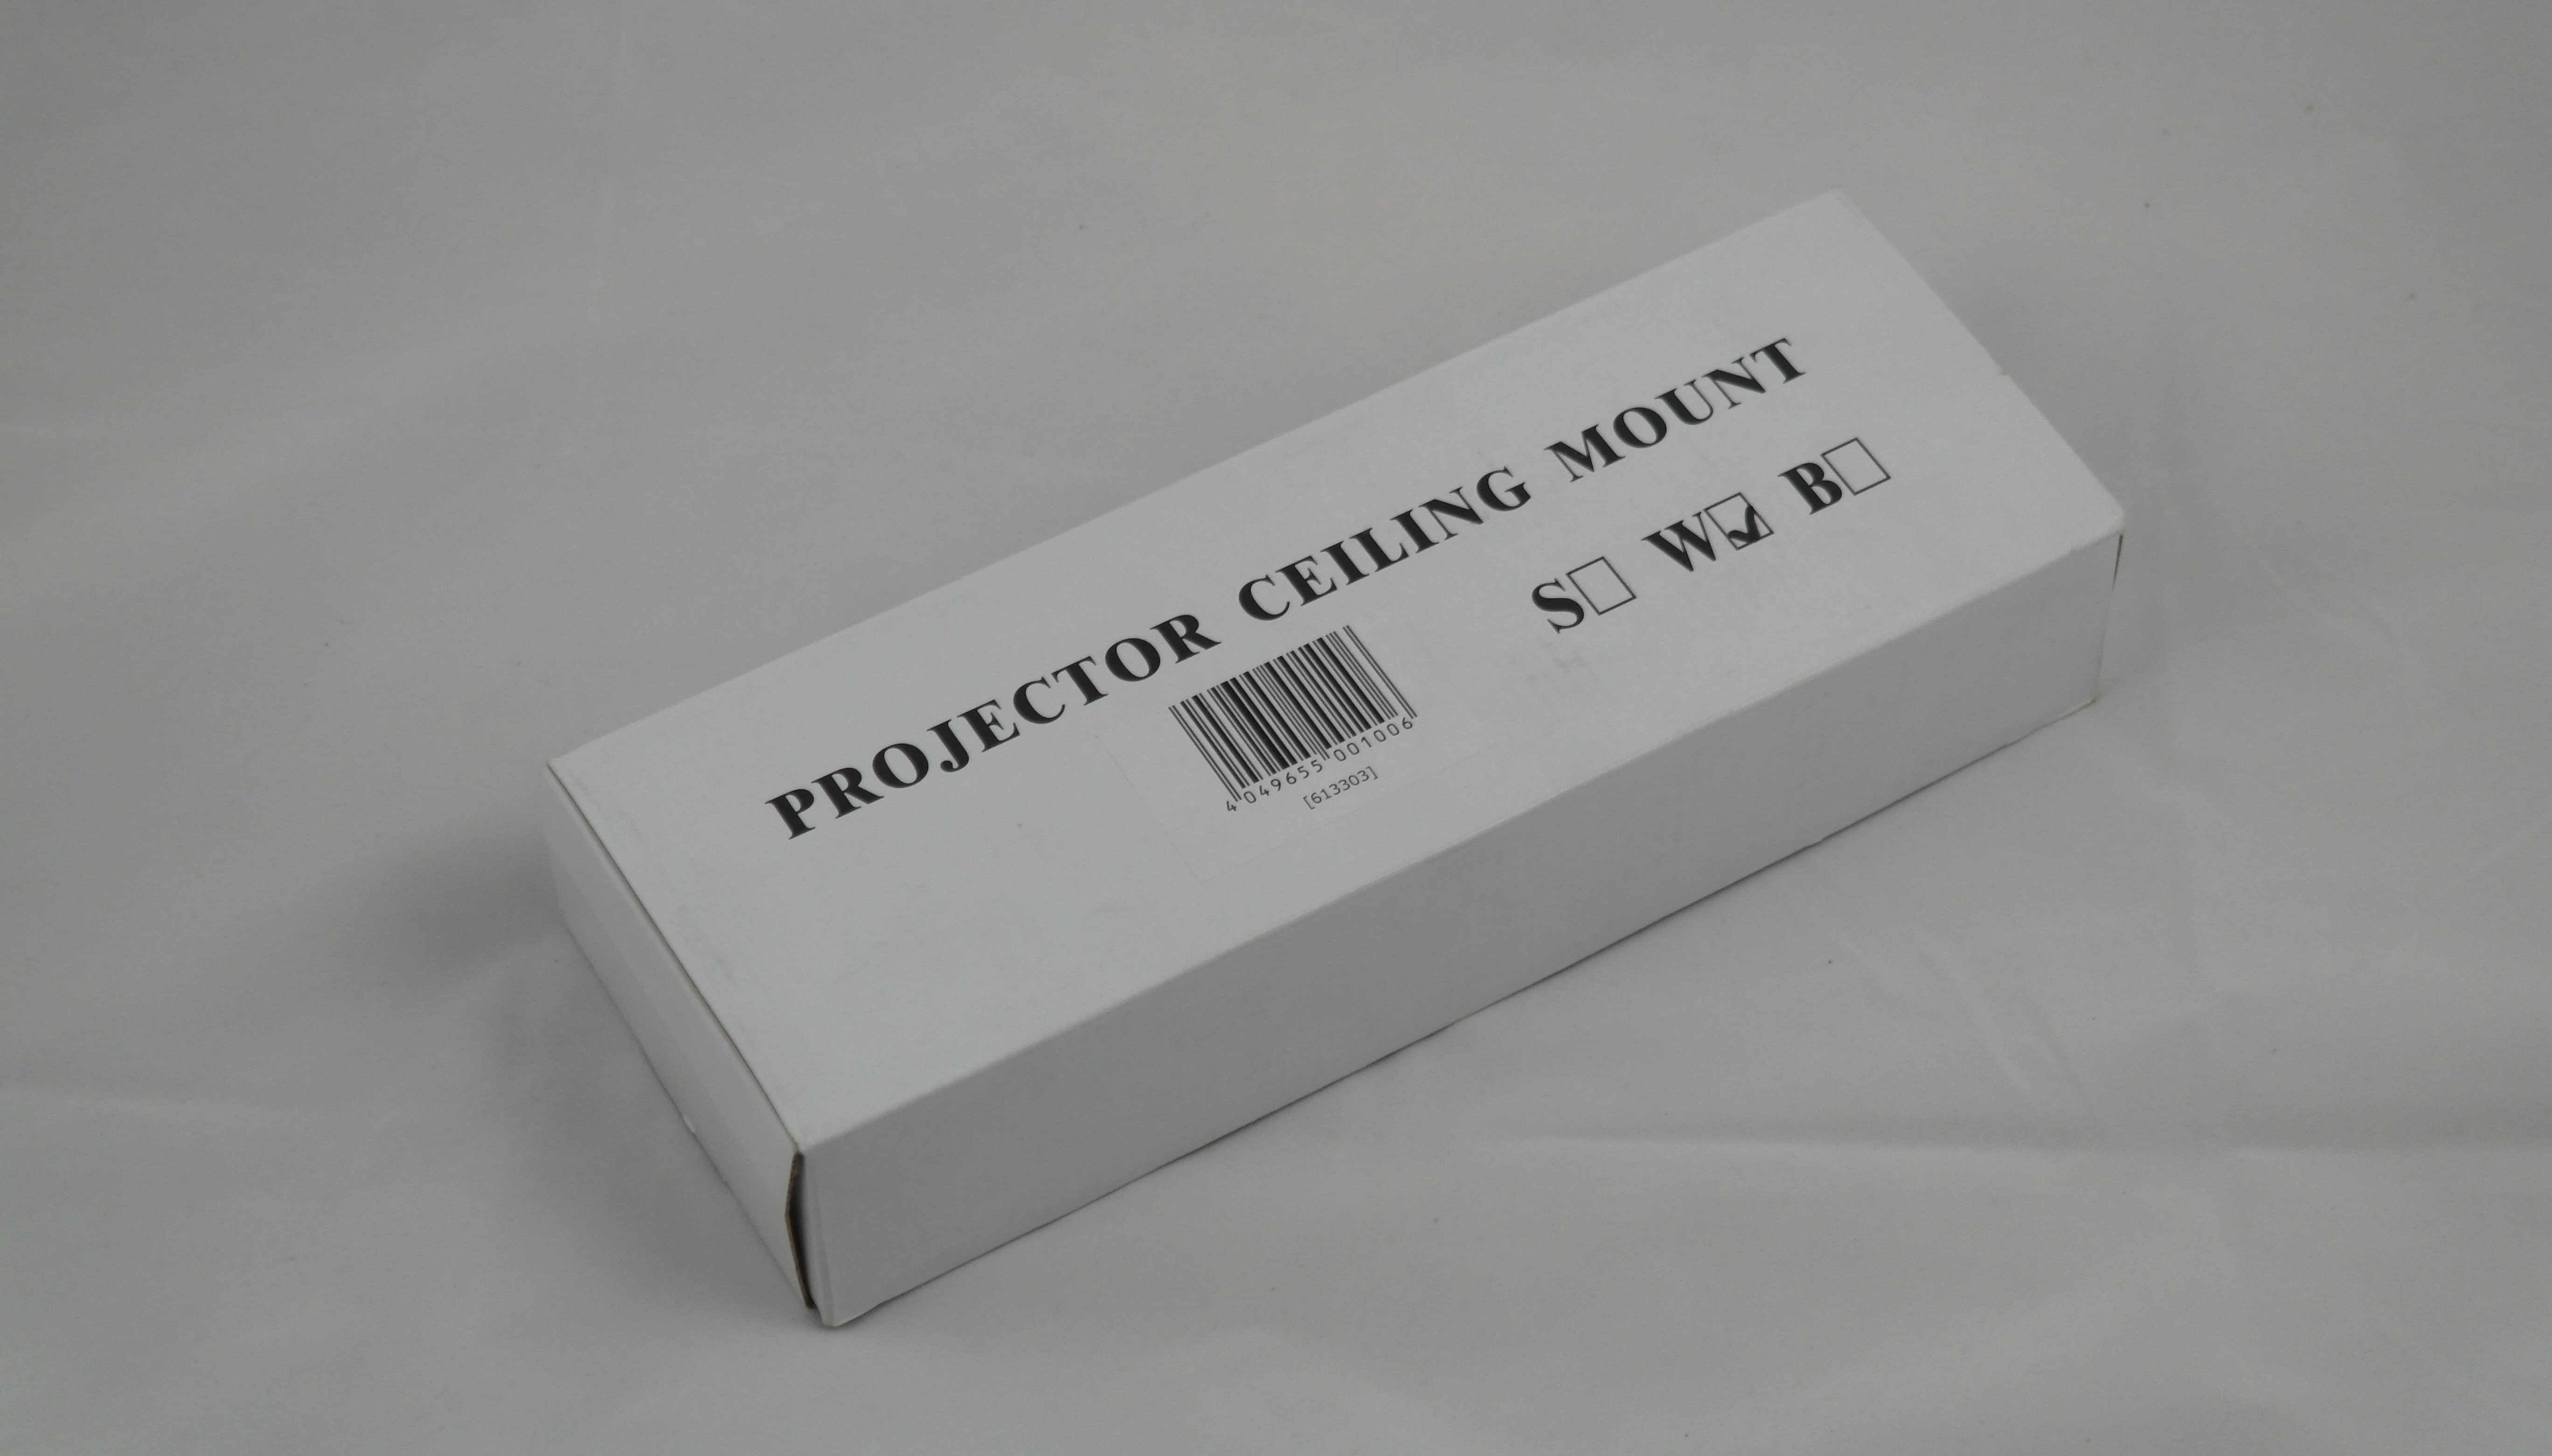 PROJECTOR CEILING MOUNT
S☐ W☑ B☐
4 049655 001006
[613303]